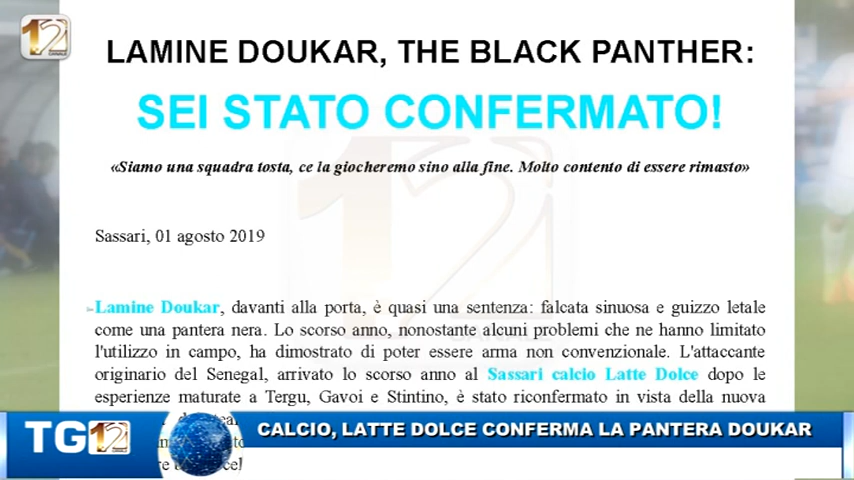 12
CANALE
LAMINE DOUKAR, THE BLACK PANTHER:
SEI STATO CONFERMATO!
«Siamo una squadra tosta, ce la giocheremo sino alla fine. Molto contento di essere rimasto»
Sassari, 01 agosto 2019
Lamine Doukar, davanti alla porta, è quasi una sentenza: falcata sinuosa e guizzo letale
come una pantera nera. Lo scorso anno, nonostante alcuni problemi che ne hanno limitato
l'utilizzo in campo, ha dimostrato di poter essere arma non convenzionale. L'attaccante
originario del Senegal, arrivato lo scorso anno al Sassari calcio Latte Dolce dopo le
esperienze maturate a Tergu, Gavoi e Stintino, è stato riconfermato in vista della nuova
TG12
CALCIO, LATTE DOLCE CONFERMA LA PANTERA DOUKAR